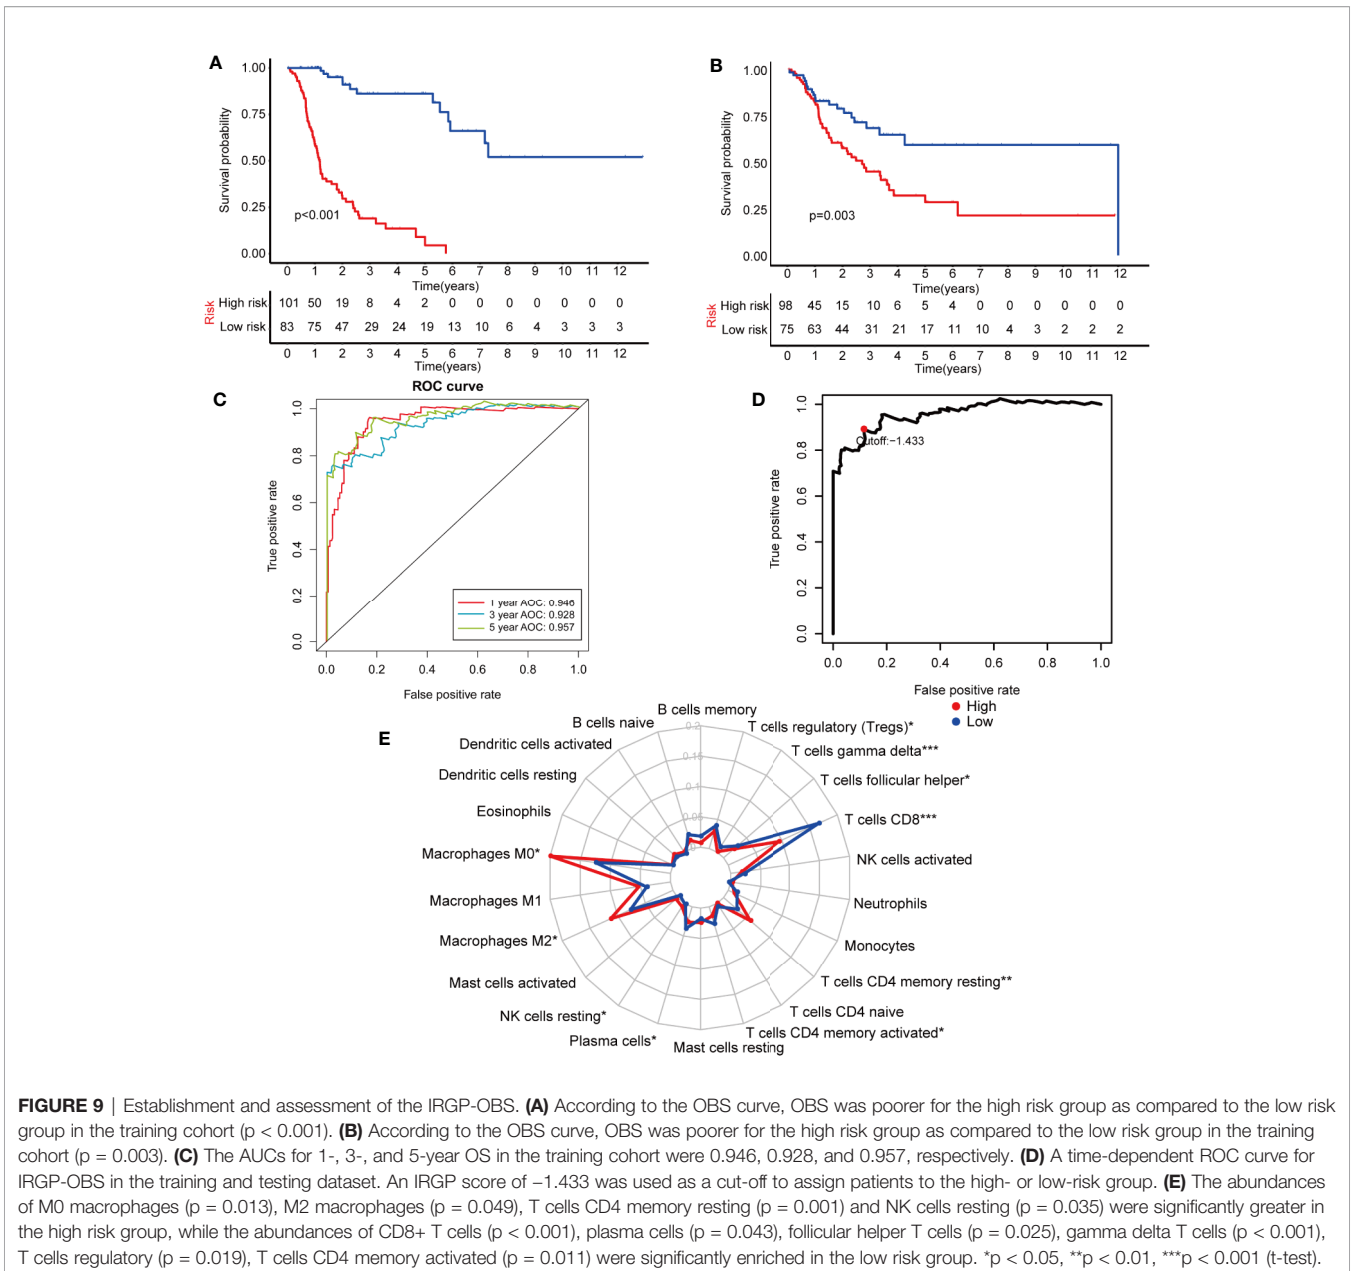 A
1.00
0.75
0.50
0.25
0.00
Survival probability
p<0.001
0 1 2 3 4 5 6 7 8 9 10 11 12
Time(years)
Risk
High risk 101 50 19 8 4 2 0 0 0 0 0 0 0
Low risk 83 75 47 29 24 19 13 10 6 4 3 3 3
0 1 2 3 4 5 6 7 8 9 10 11 12
Time(years)
B
1.00
0.75
0.50
0.25
0.00
Survival probability
p=0.003
0 1 2 3 4 5 6 7 8 9 10 11 12
Time(years)
Risk
High risk 98 45 15 10 6 5 4 0 0 0 0 0 0
Low risk 75 63 44 31 21 17 11 10 4 3 2 2 2
0 1 2 3 4 5 6 7 8 9 10 11 12
Time(years)
C
ROC curve
1.0
0.8
0.6
0.4
0.2
0.0
True positive rate
1 year AOC: 0.946
3 year AOC: 0.928
5 year AOC: 0.957
0.0 0.2 0.4 0.6 0.8 1.0
False positive rate
D
1.0
0.8
0.6
0.4
0.2
0.0
True positive rate
Cutoff:−1.433
0.0 0.2 0.4 0.6 0.8 1.0
False positive rate
High
Low
E
B cells memory
T cells regulatory (Tregs)*
T cells gamma delta***
T cells follicular helper*
T cells CD8***
NK cells activated
Neutrophils
Monocytes
T cells CD4 memory resting**
T cells CD4 naive
T cells CD4 memory activated*
Mast cells resting
Plasma cells*
NK cells resting*
Mast cells activated
Macrophages M2*
Macrophages M1
Macrophages M0*
Eosinophils
Dendritic cells resting
Dendritic cells activated
B cells naive
0.2
0.15
0.1
0.05
0
FIGURE 9 | Establishment and assessment of the IRGP-OBS. (A) According to the OBS curve, OBS was poorer for the high risk group as compared to the low risk
group in the training cohort (p < 0.001). (B) According to the OBS curve, OBS was poorer for the high risk group as compared to the low risk group in the training
cohort (p = 0.003). (C) The AUCs for 1-, 3-, and 5-year OS in the training cohort were 0.946, 0.928, and 0.957, respectively. (D) A time-dependent ROC curve for
IRGP-OBS in the training and testing dataset. An IRGP score of −1.433 was used as a cut-off to assign patients to the high- or low-risk group. (E) The abundances
of M0 macrophages (p = 0.013), M2 macrophages (p = 0.049), T cells CD4 memory resting (p = 0.001) and NK cells resting (p = 0.035) were significantly greater in
the high risk group, while the abundances of CD8+ T cells (p < 0.001), plasma cells (p = 0.043), follicular helper T cells (p = 0.025), gamma delta T cells (p < 0.001),
T cells regulatory (p = 0.019), T cells CD4 memory activated (p = 0.011) were significantly enriched in the low risk group. *p < 0.05, **p < 0.01, ***p < 0.001 (t-test).